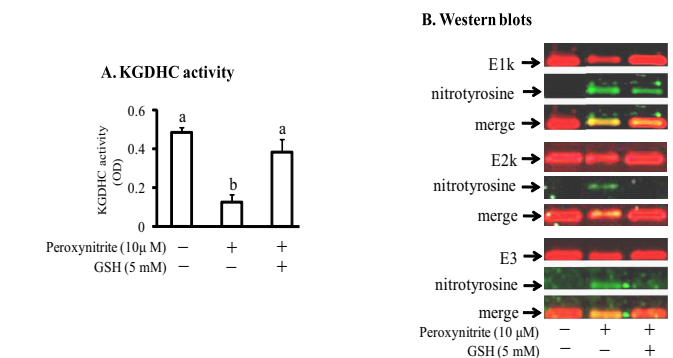 B. Western blots
A. KGDHC activity
KGDHC activity
(OD)
0.6
0.4
0.2
0
a
b
a
Peroxynitrite (10μ M) − + +
GSH (5 mM) − − +
E1k
nitrotyrosine
merge
E2k
nitrotyrosine
merge
E3
nitrotyrosine
merge
Peroxynitrite (10 μM) − + +
GSH (5 mM) − − +